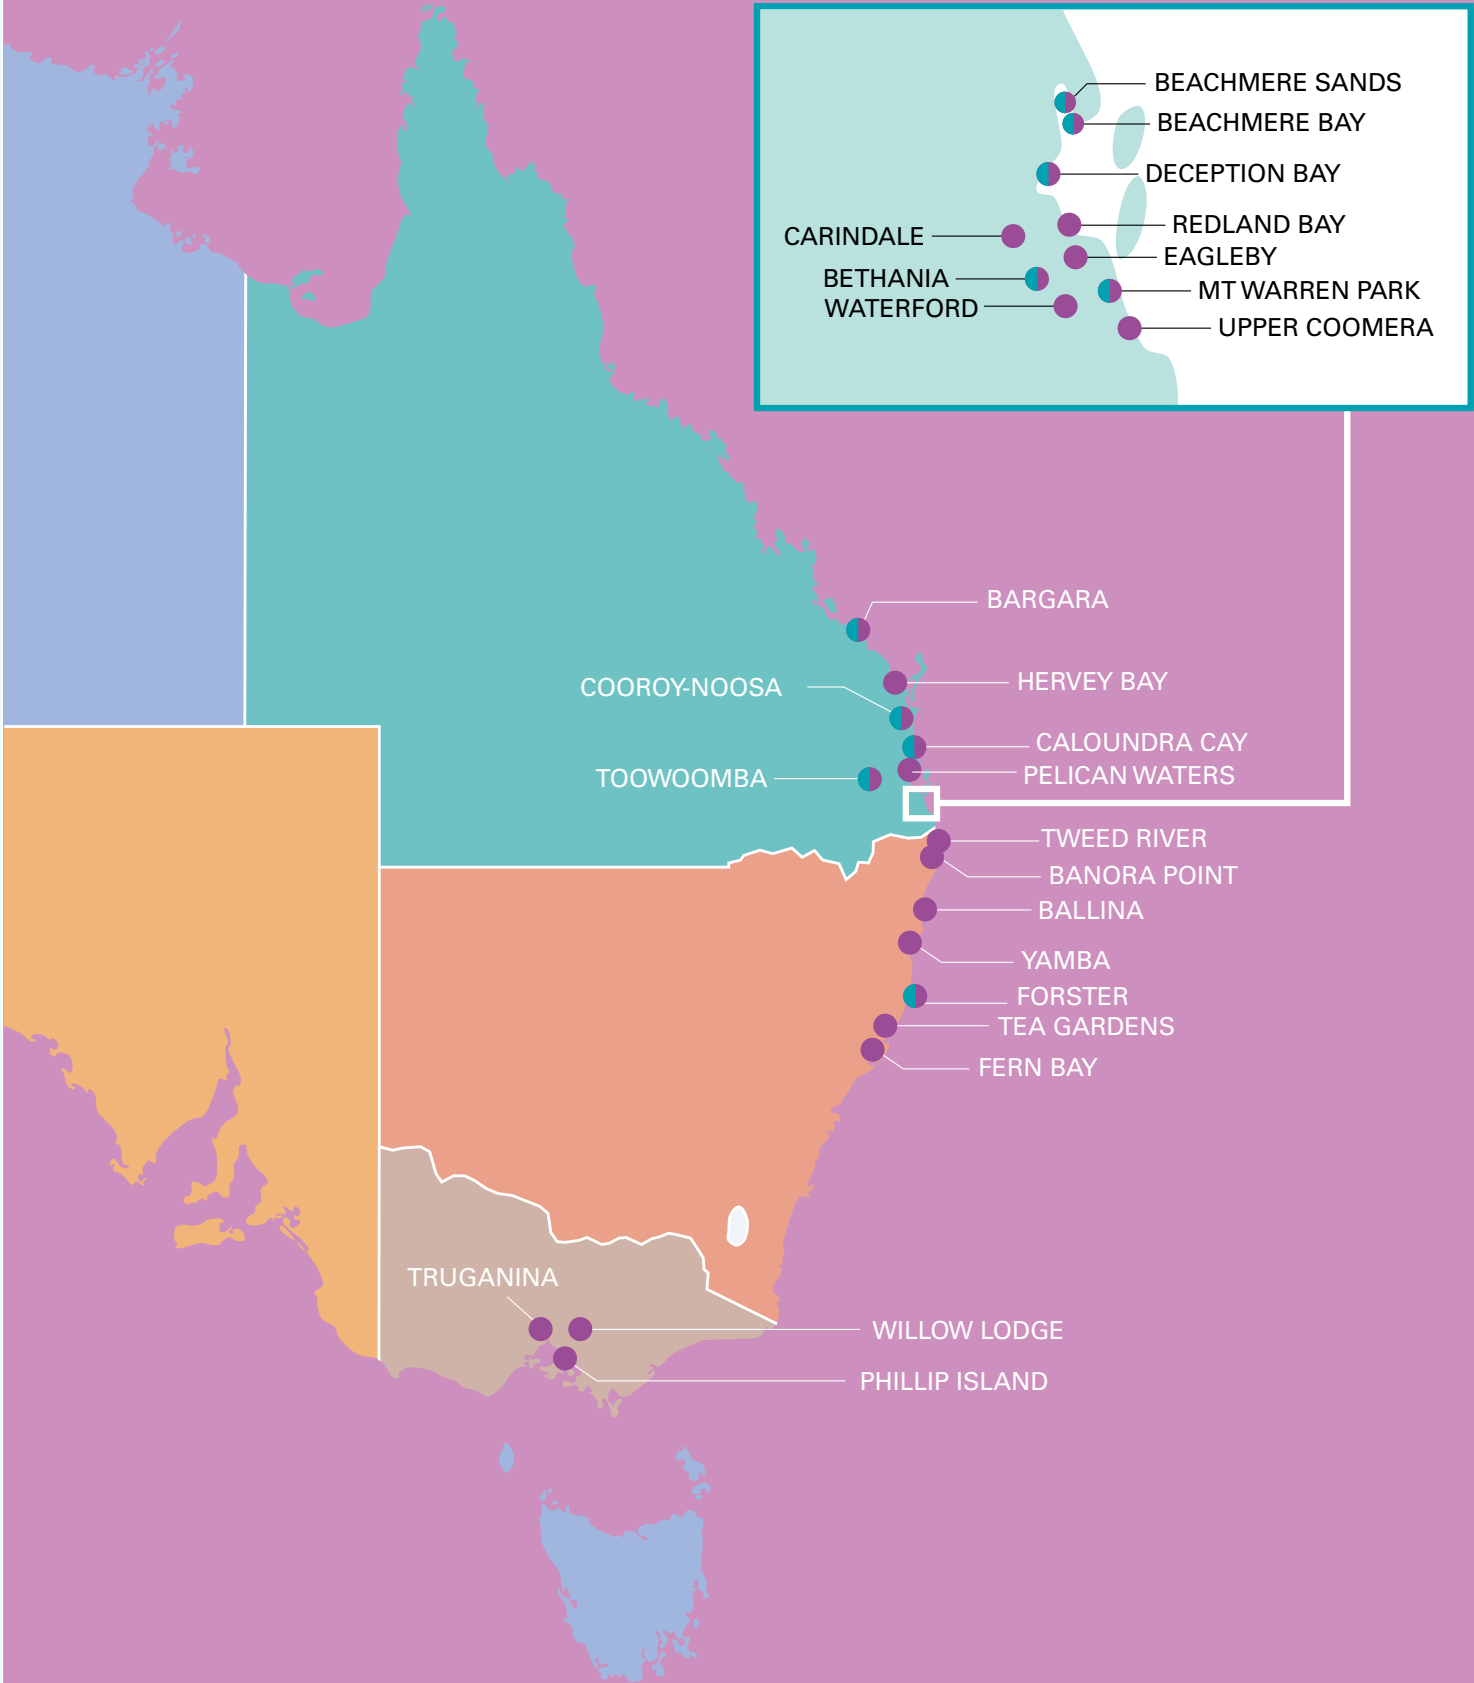 BEACHMERE SANDS
BEACHMERE BAY
DECEPTION BAY
REDLAND BAY
CARINDALE
EAGLEBY
BETHANIA
MT WARREN PARK
WATERFORD
UPPER COOMERA
BARGARA
HERVEY BAY
COOROY-NOOSA
CALOUNDRA CAY
TOOWOOMBA
PELICAN WATERS
TWEED RIVER
BANORA POINT
BALLINA
YAMBA
FORSTER
TEA GARDENS
FERN BAY
TRUGANINA
WILLOW LODGE
PHILLIP ISLAND